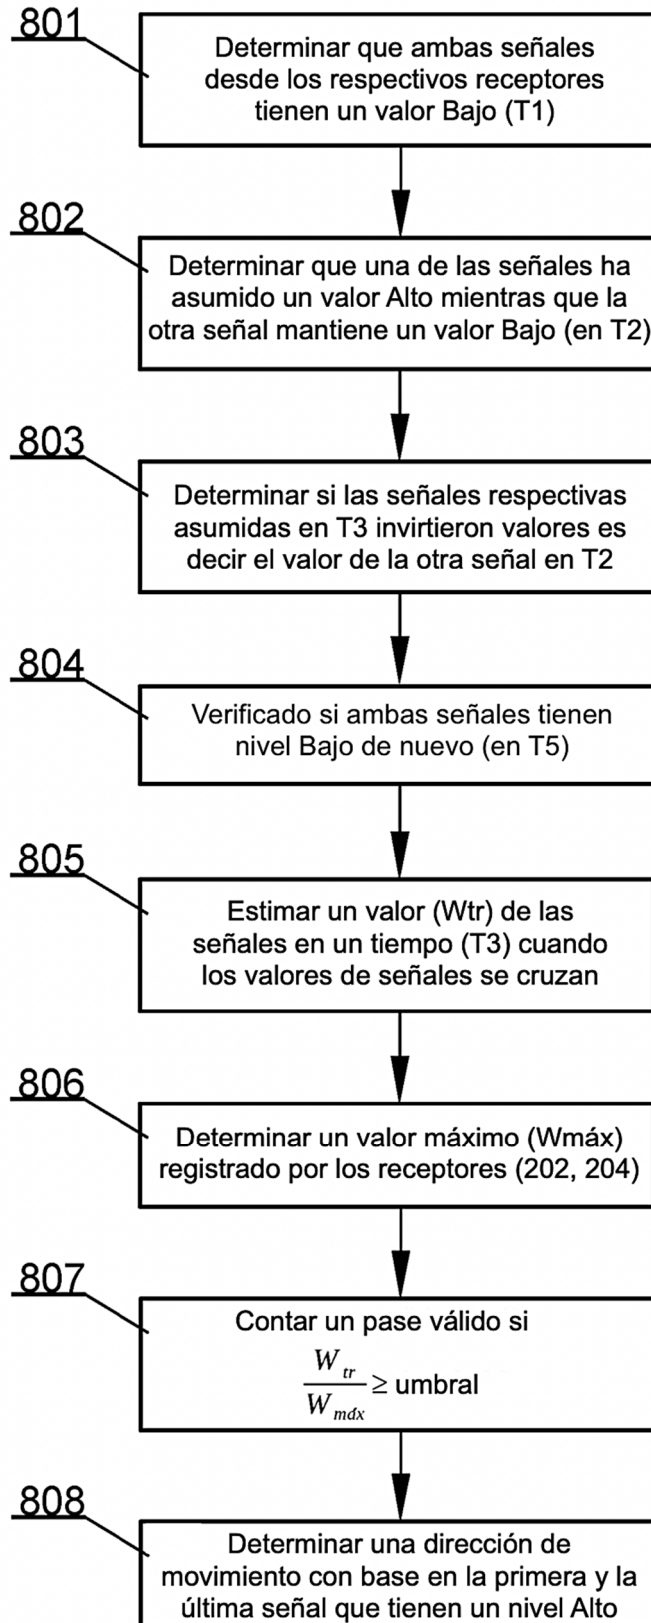 801
Determinar que ambas señales
desde los respectivos receptores
tienen un valor Bajo (T1)
802
Determinar que una de las señales ha
asumido un valor Alto mientras que la
otra señal mantiene un valor Bajo (en T2)
803
Determinar si las señales respectivas
asumidas en T3 invirtieron valores es
decir el valor de la otra señal en T2
804
Verificado si ambas señales tienen
nivel Bajo de nuevo (en T5)
805
Estimar un valor (Wtr) de las
señales en un tiempo (T3) cuando
los valores de señales se cruzan
806
Determinar un valor máximo (Wmáx)
registrado por los receptores (202, 204)
807
Contar un pase válido si
W tr
≥ umbral
W máx
808
Determinar una dirección de
movimiento con base en la primera y la
última señal que tienen un nivel Alto